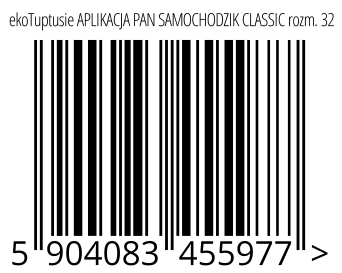 ekoTuptusie APLIKACJA PAN SAMOCHODZIK CLASSIC rozm. 32
5 904083 455977 >